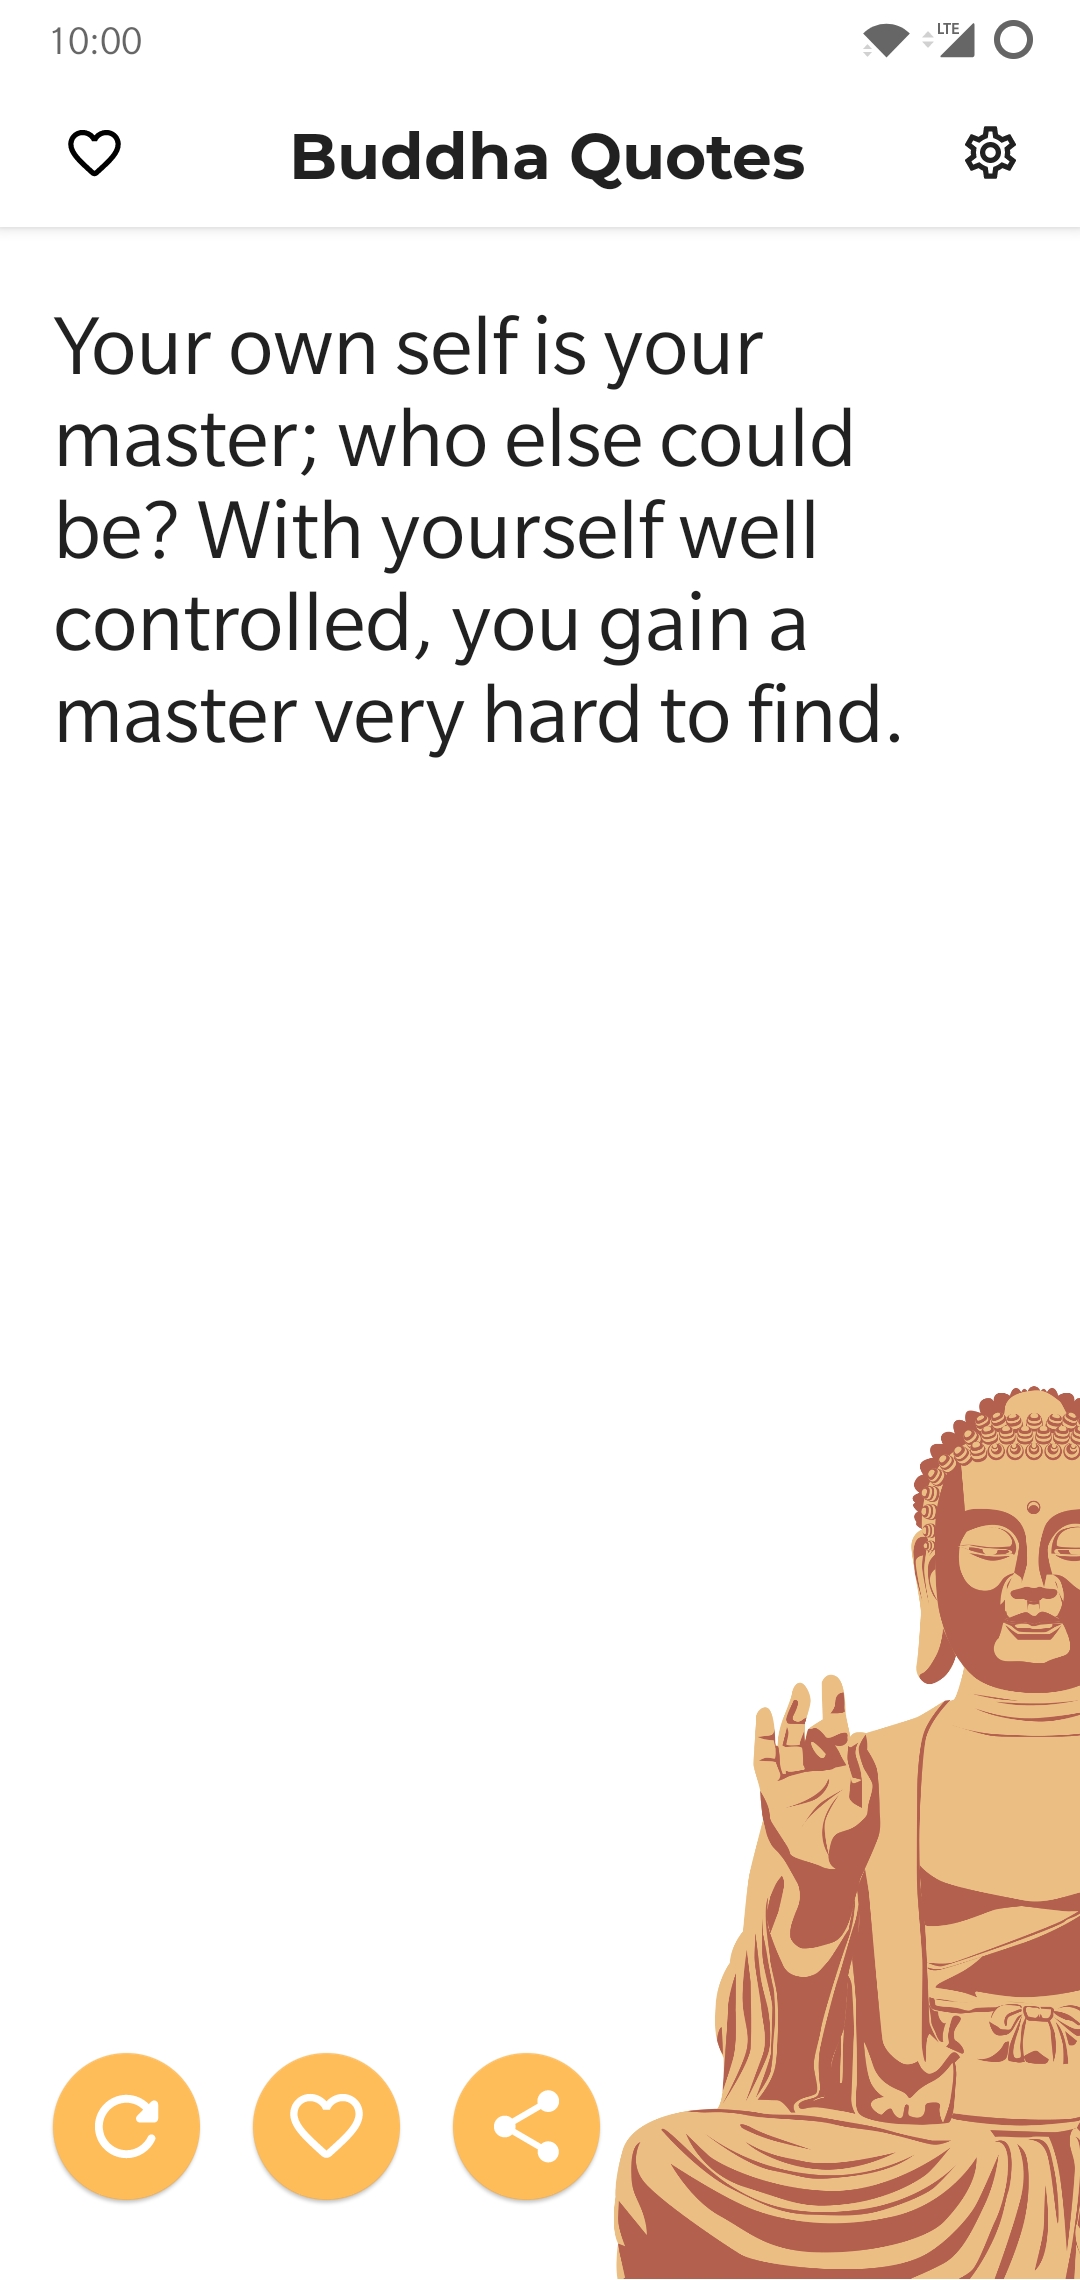 10:00
LTE
Buddha Quotes
Your own self is your
master; who else could
be? With yourself well
controlled, you gain a
master very hard to find.